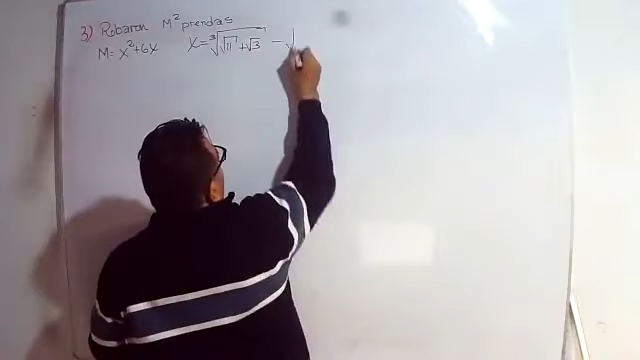 3) Robaron M² prendas
M= x²+6x x=∛(√11+√3) - √